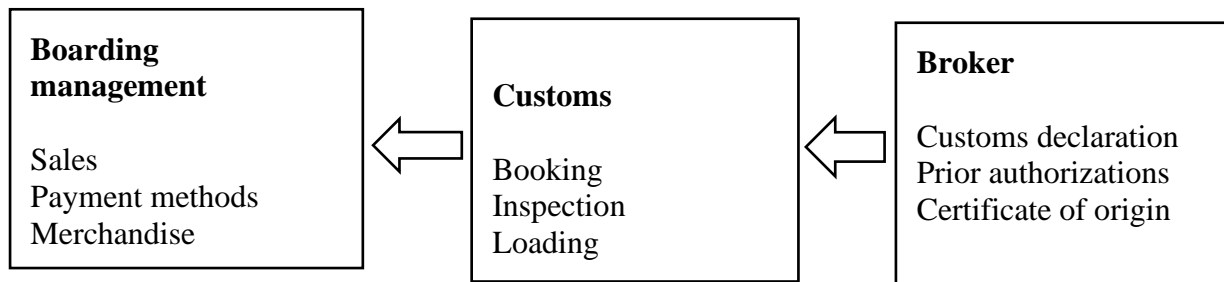 Boarding
management
Sales
Payment methods
Merchandise
Customs
Booking
Inspection
Loading
Broker
Customs declaration
Prior authorizations
Certificate of origin